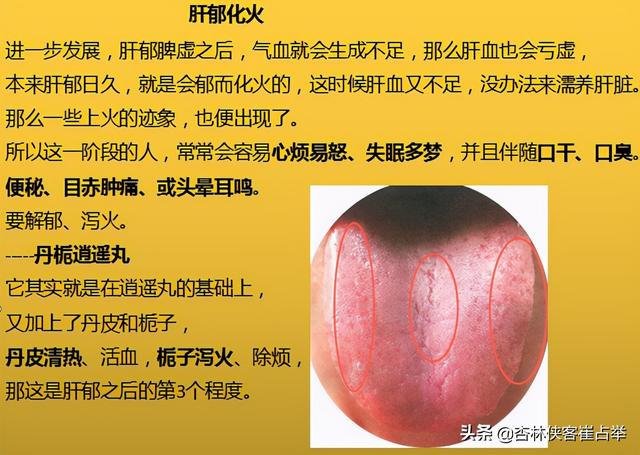 肝郁化火
进一步发展，肝郁脾虚之后，气血就会生成不足，那么肝血也会亏虚，
本来肝郁日久，就是会郁而化火的，这时候肝血又不足，没办法来濡养肝脏。
那么一些上火的迹象，也便出现了。
所以这一阶段的人，常常会容易心烦易怒、失眠多梦，并且伴随口干、口臭。
便秘、目赤肿痛、或头晕耳鸣。
要解郁、泻火。
-----丹栀逍遥丸
它其实就是在逍遥丸的基础上，
又加上了丹皮和栀子，
丹皮清热、活血，栀子泻火、除烦，
那这是肝郁之后的第3个程度。
头条 @杏林侠客崔占举